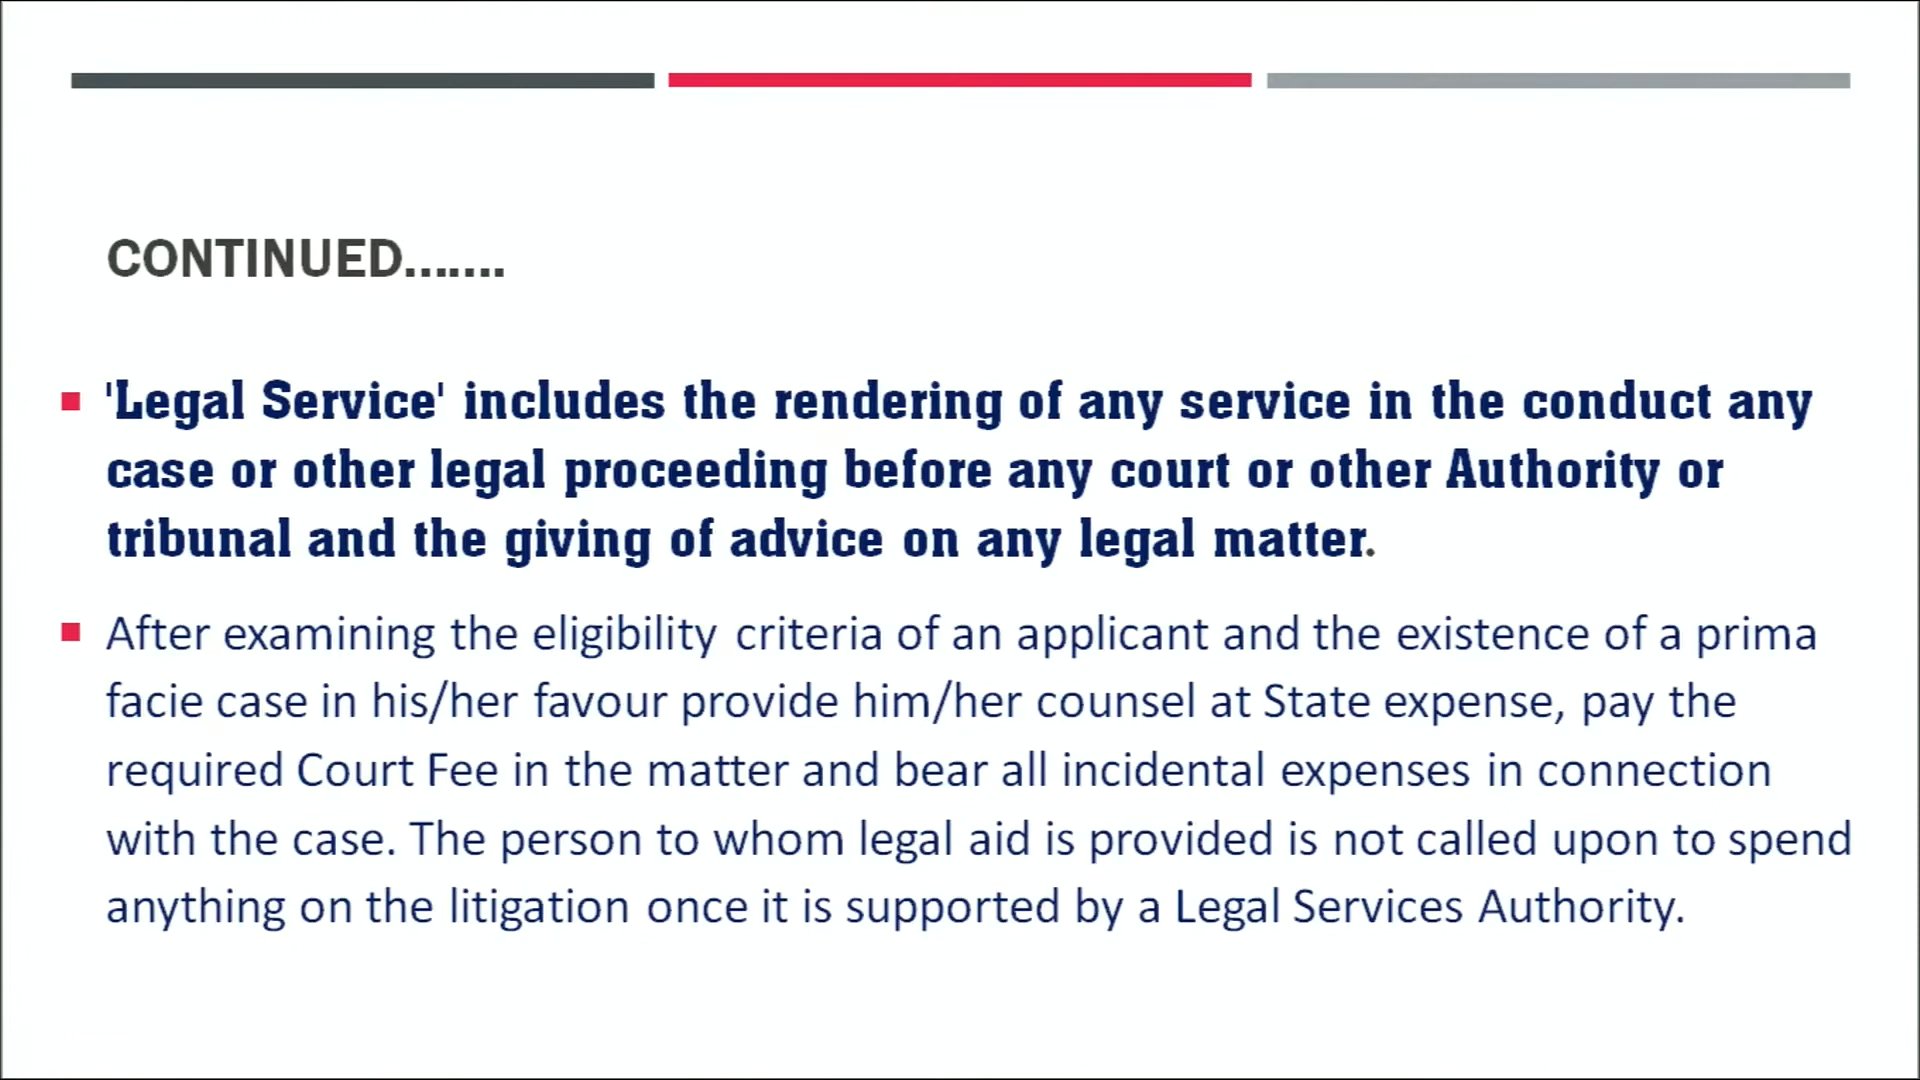 CONTINUED.......
'Legal Service' includes the rendering of any service in the conduct any
case or other legal proceeding before any court or other Authority or
tribunal and the giving of advice on any legal matter.
After examining the eligibility criteria of an applicant and the existence of a prima
facie case in his/her favour provide him/her counsel at State expense, pay the
required Court Fee in the matter and bear all incidental expenses in connection
with the case. The person to whom legal aid is provided is not called upon to spend
anything on the litigation once it is supported by a Legal Services Authority.